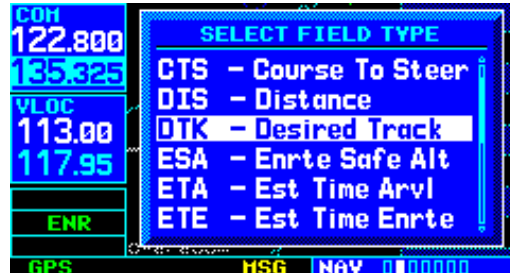 COM
122.800
135.325
VLOC
113.00
117.95
ENR
GPS
SELECT FIELD TYPE
CTS – Course To Steer
DIS – Distance
DTK – Desired Track
ESA – Enrte Safe Alt
ETA – Est Time Arvl
ETE – Est Time Enrte
MSG
NAV